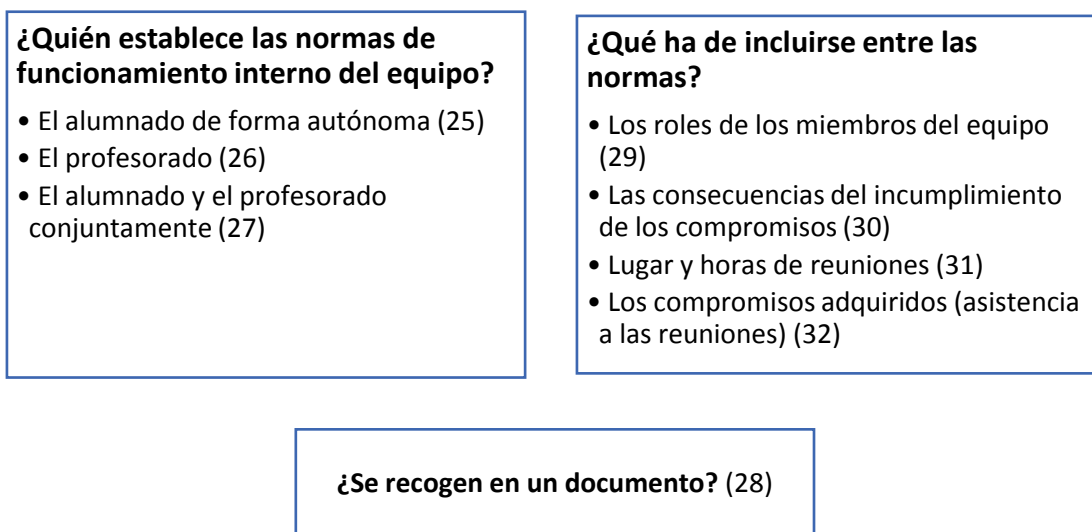 ¿Quién establece las normas de
funcionamiento interno del equipo?
• El alumnado de forma autónoma (25)
• El profesorado (26)
• El alumnado y el profesorado
conjuntamente (27)
¿Qué ha de incluirse entre las
normas?
• Los roles de los miembros del equipo
(29)
• Las consecuencias del incumplimiento
de los compromisos (30)
• Lugar y horas de reuniones (31)
• Los compromisos adquiridos (asistencia
a las reuniones) (32)
¿Se recogen en un documento? (28)